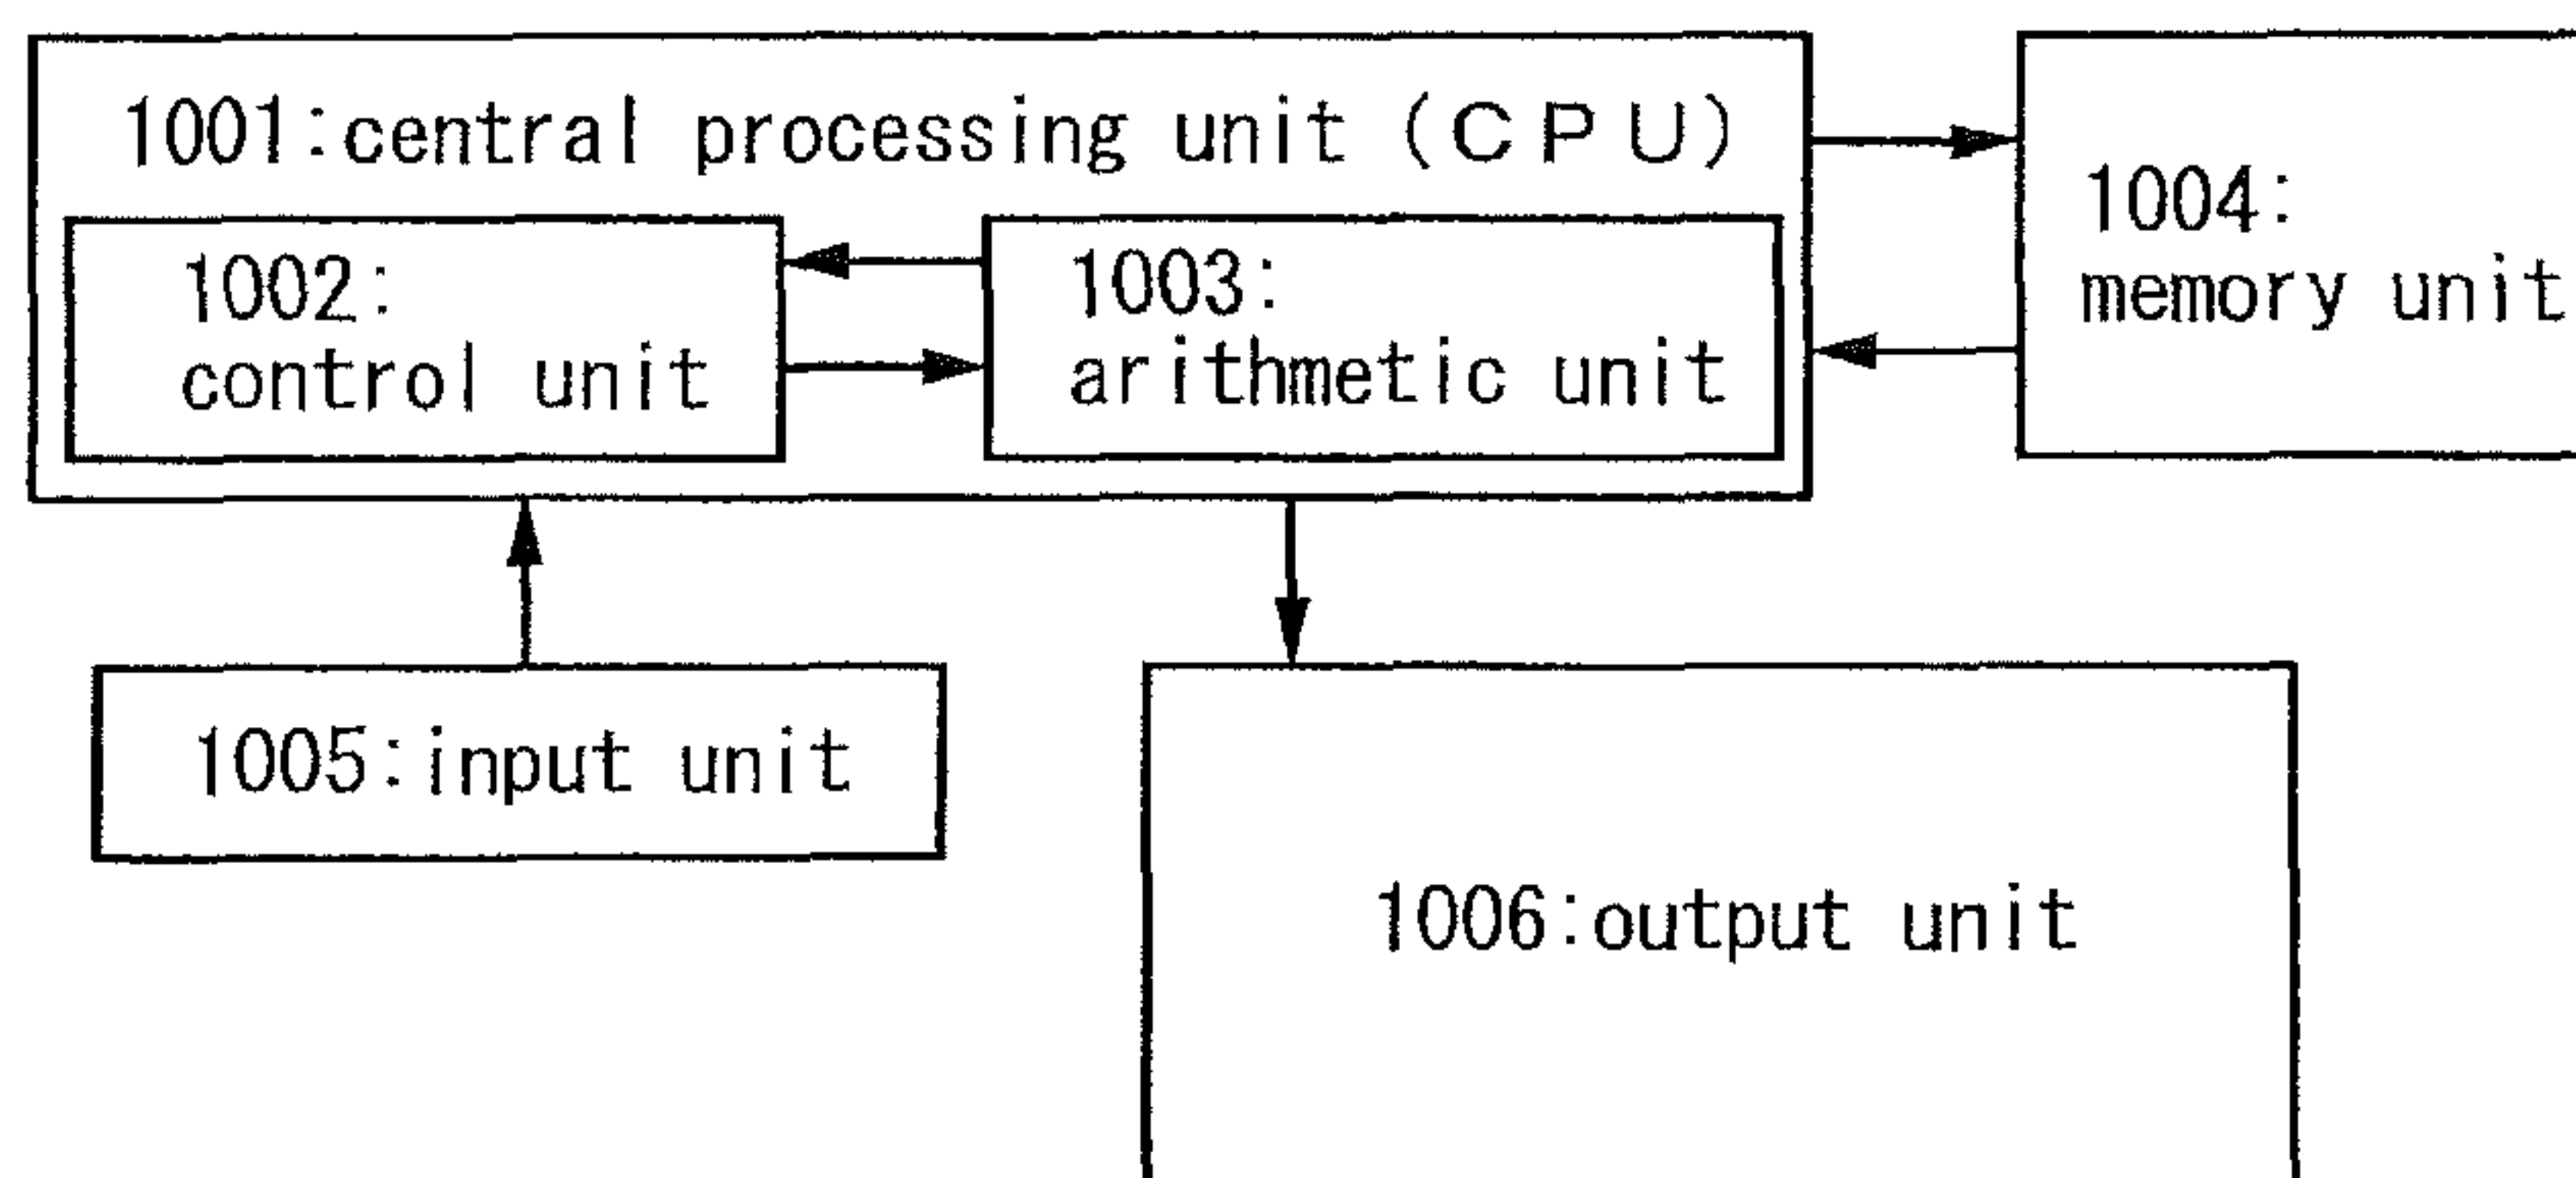 1001:central processing unit (CPU)
1002:
control unit
1003:
arithmetic unit
1004:
memory unit
1005:input unit
1006:output unit